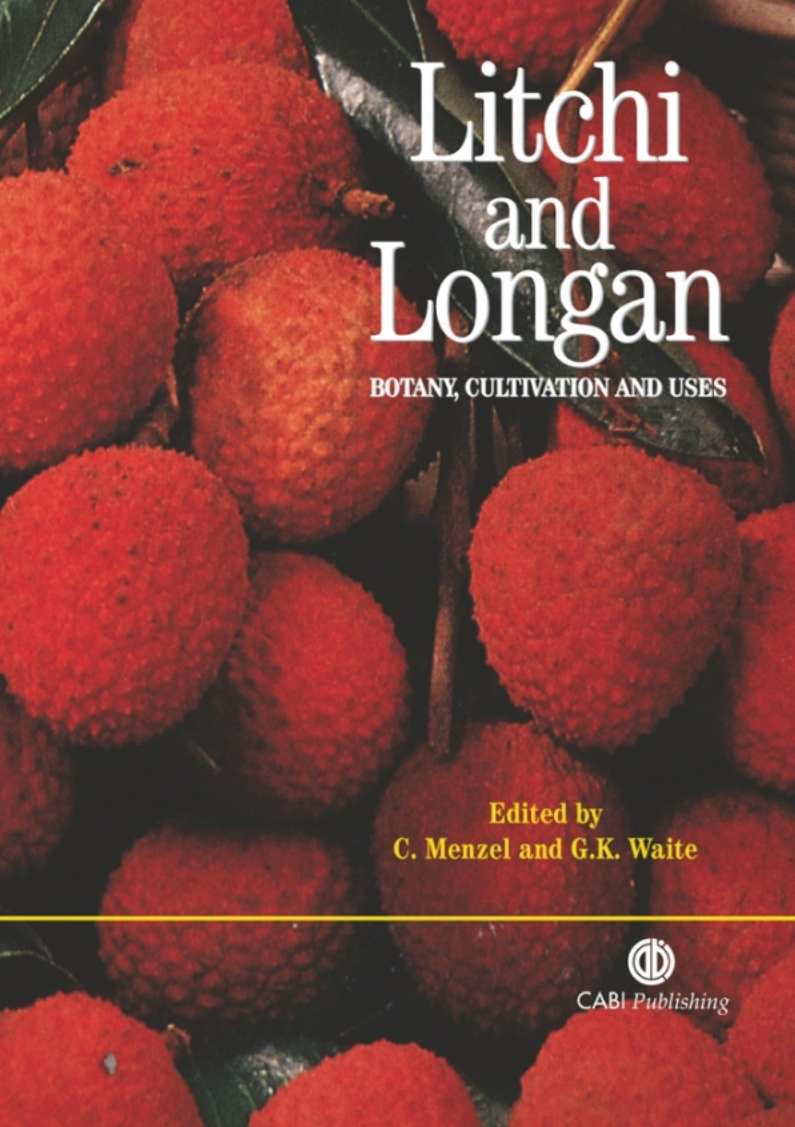 Litchi
and
Longan
BOTANY, CULTIVATION AND USES
Edited by
C. Menzel and G.K. Waite
CABI Publishing